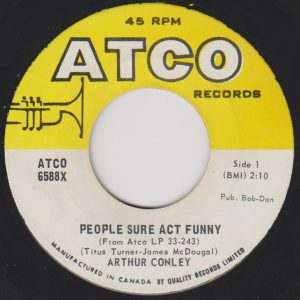 45 RPM
ATCO
RECORDS
ATCO
6588X
Side 1
(BMI) 2:10
Pub. Bob-Dan
PEOPLE SURE ACT FUNNY
(From Atco LP 33-243)
(Titus Turner-James McDougal)
ARTHUR CONLEY
MANUFACTURED IN CANADA BY QUALITY RECORDS LIMITED